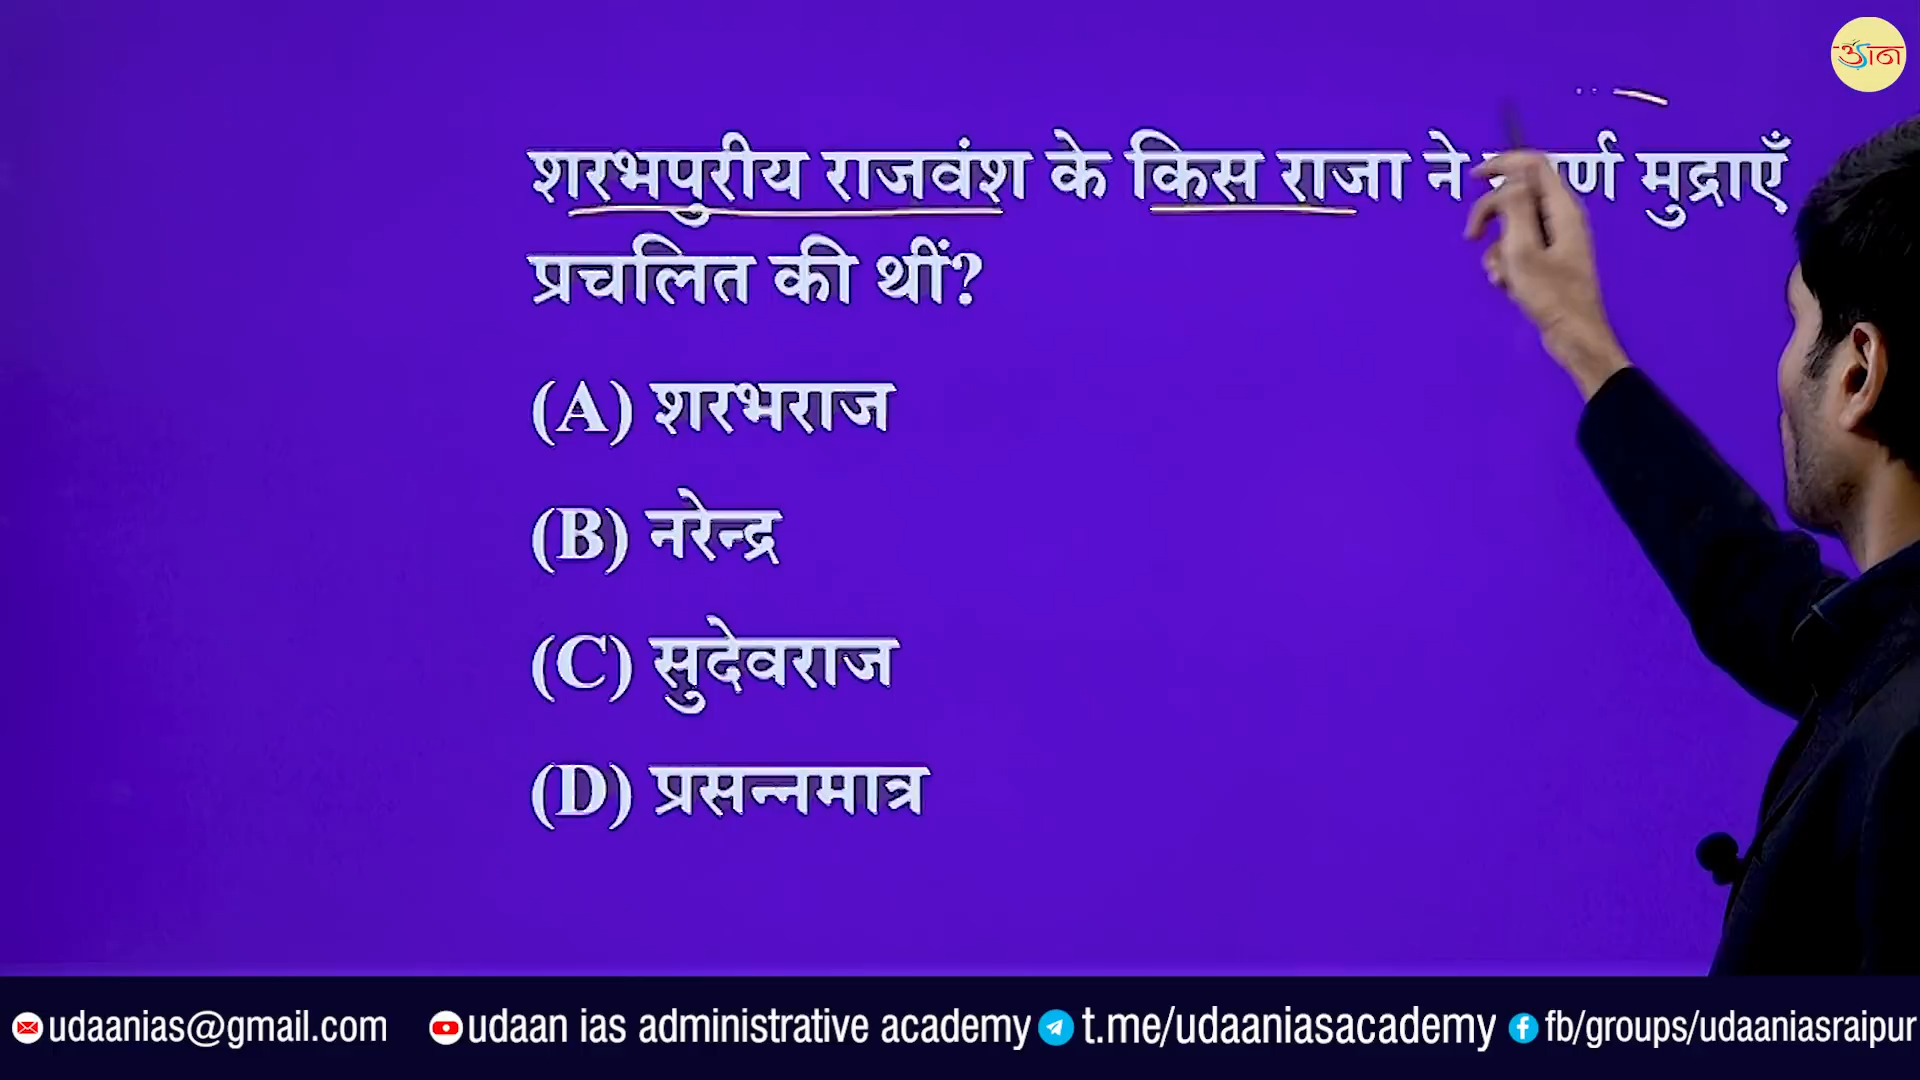 उड़ान
शरभपुरीय राजवंश के किस राजा ने मुद्राएँ
प्रचलित की थीं?
(A) शरभराज
(B) नरेन्द्र
(C) सुदेवराज
(D) प्रसन्नमात्र
udaanias@gmail.com udaan ias administrative academy t.me/udaaniasacademy fb/groups/udaaniasraipur